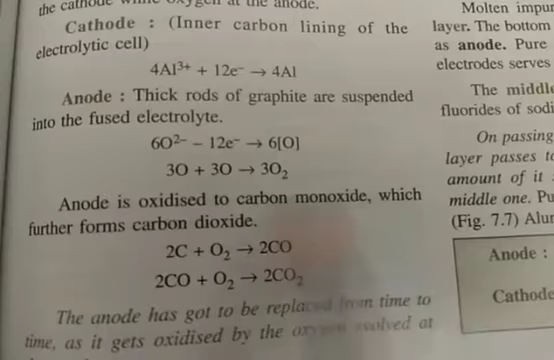 the cathode while oxygen at the anode.
Cathode : (Inner carbon lining of the
electrolytic cell)
4Al³⁺ + 12e⁻ → 4Al
Anode : Thick rods of graphite are suspended
into the fused electrolyte.
6O²⁻ – 12e⁻ → 6[O]
3O + 3O → 3O₂
Anode is oxidised to carbon monoxide, which
further forms carbon dioxide.
2C + O₂ → 2CO
2CO + O₂ → 2CO₂
The anode has got to be replaced from time to
time, as it gets oxidised by the oxygen evolved at
Molten impur
layer. The bottom
as anode. Pure
electrodes serves
The middle
fluorides of sodi
On passing
layer passes to
amount of it
middle one. Pu
(Fig. 7.7) Alur
Anode :
Cathode